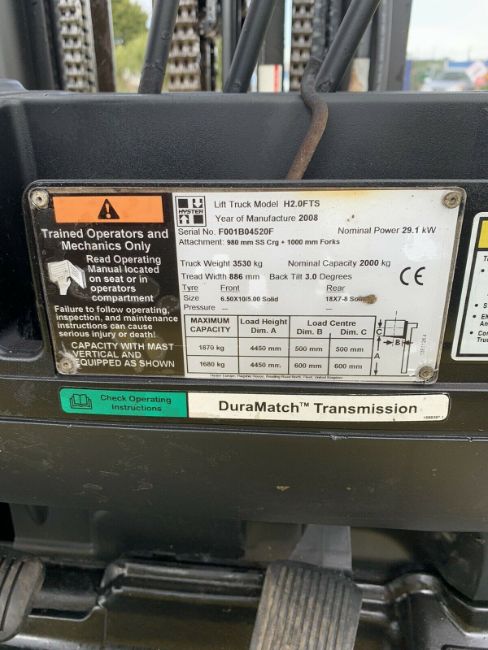 HYSTER
Lift Truck Model H2.0FTS
Year of Manufacture 2008
Serial No. F001B04520F Nominal Power 29.1 kW
Attachment: 980 mm SS Crg + 1000 mm Forks
Truck Weight 3530 kg Nominal Capacity 2000 kg
Tread Width 886 mm Back Tilt 3.0 Degrees
Tyre Front Rear
Size 6.50X10/5.00 Solid 18X7-8 Solid
Pressure -- --
CE
MAXIMUM CAPACITY Load Height Dim. A Load Centre Dim. B Dim. C
1870 kg 4450 mm 500 mm 500 mm
1680 kg 4450 mm 600 mm 600 mm
C
B
A
Trained Operators and
Mechanics Only
Read Operating
Manual located
on seat or in
operators
compartment
Failure to follow operating,
inspection, and maintenance
instructions can cause
serious injury or death!
CAPACITY WITH MAST
VERTICAL AND
EQUIPPED AS SHOWN
Check Operating
Instructions
DuraMatch™ Transmission